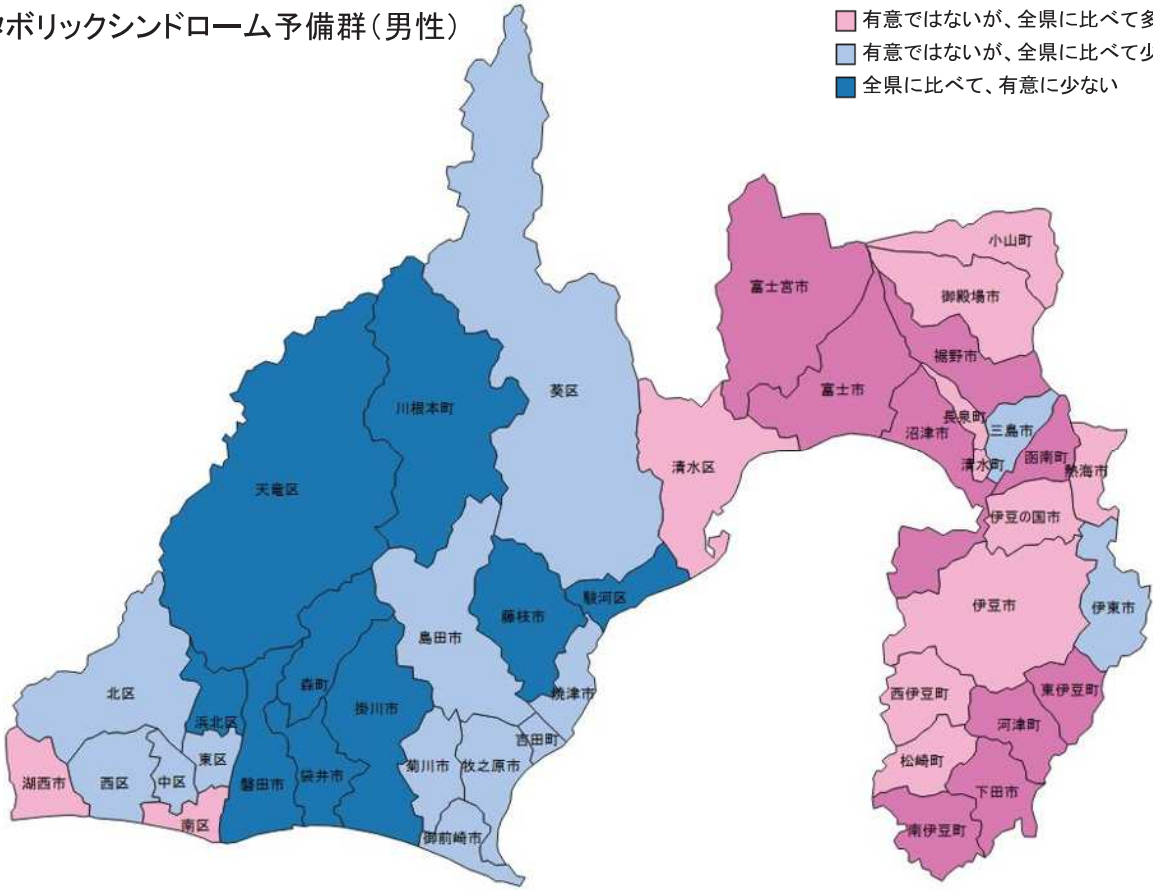 タボリックシンドローム予備群(男性)
有意ではないが、全県に比べて多
有意ではないが、全県に比べて少
全県に比べて、有意に少ない
小山町
富士宮市
御殿場市
裾野市
葵区
富士市
川根本町
長泉町
沼津市
三島市
函南町
清水区
清水町
熱海市
天竜区
伊豆の国市
駿河区
伊豆市
伊東市
藤枝市
島田市
森町
北区
焼津市
西伊豆町
東伊豆町
掛川市
浜北区
河津町
吉田町
東区
松崎町
菊川市
牧之原市
袋井市
湖西市
西区
中区
磐田市
下田市
南区
南伊豆町
御前崎市